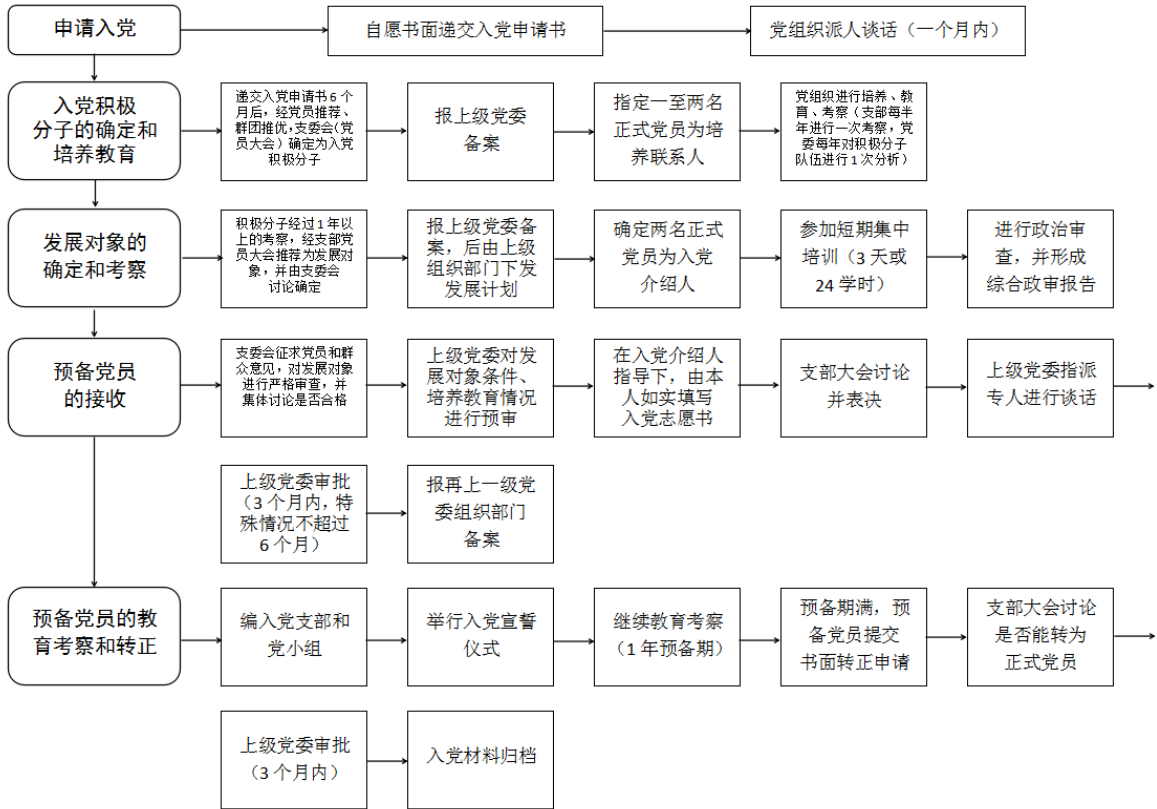 申请入党
自愿书面递交入党申请书
党组织派人谈话（一个月内）
入党积极
分子的确定和
培养教育
递交入党申请书6个
月后，经党员推荐、
群团推优，支委会（党
员大会）确定为入党
积极分子
报上级党委
备案
指定一至两名
正式党员为培
养联系人
党组织进行培养、教
育、考察（支部每半
年进行一次考察，党
委每年对积极分子
队伍进行1次分析）
发展对象的
确定和考察
积极分子经过1年以
上的考察，经支部党
员大会推荐为发展对
象，并由支委会
讨论确定
报上级党委备
案，后由上级
组织部门下发
发展计划
确定两名正式
党员为入党
介绍人
参加短期集中
培训（3天或
24学时）
进行政治审
查，并形成
综合政审报告
预备党员
的接收
支委会征求党员和群
众意见，对发展对象
进行严格审查，并
集体讨论是否合格
上级党委对发
展对象条件、
培养教育情况
进行预审
在入党介绍人
指导下，由本
人如实填写
入党志愿书
支部大会讨论
并表决
上级党委指派
专人进行谈话
上级党委审批
（3个月内，特
殊情况不超过
6个月）
报再上一级党
委组织部门
备案
预备党员的教
育考察和转正
编入党支部和
党小组
举行入党宣誓
仪式
继续教育考察
（1年预备期）
预备期满，预
备党员提交
书面转正申请
支部大会讨论
是否能转为
正式党员
上级党委审批
（3个月内）
入党材料归档